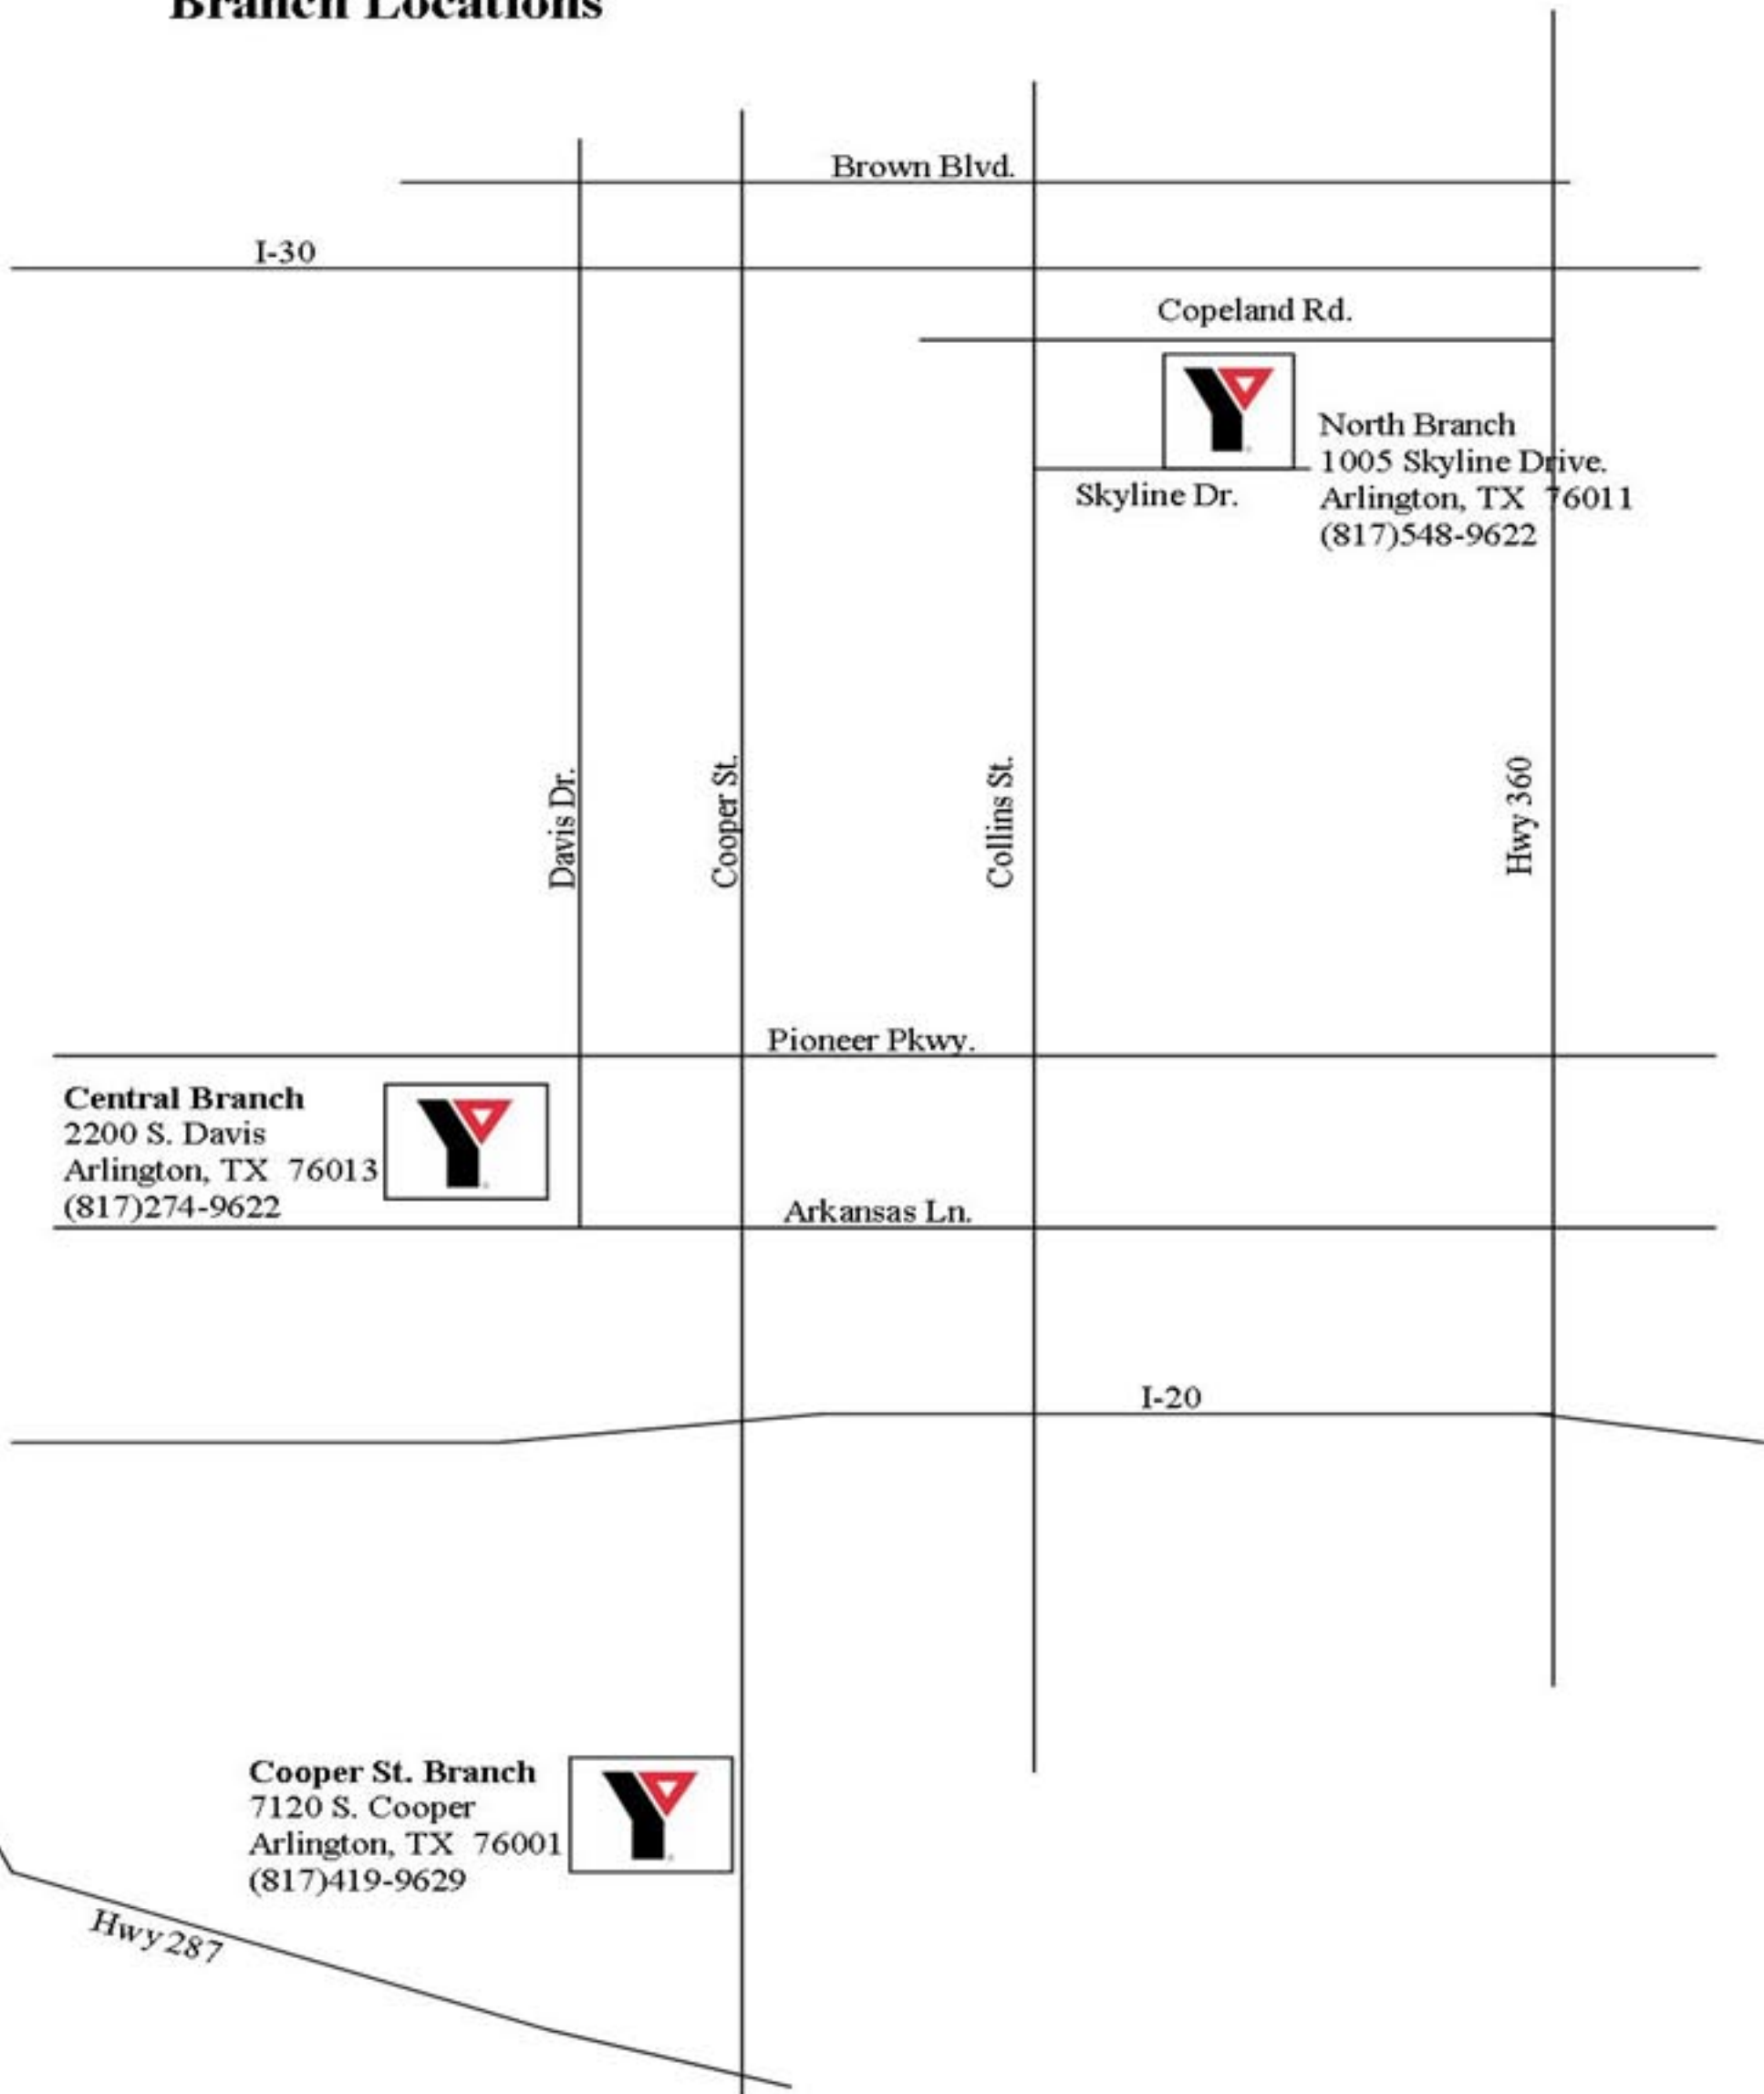 Branch Locations
Brown Blvd.
I-30
Copeland Rd.
North Branch
1005 Skyline Drive.
Arlington, TX 76011
(817)548-9622
Skyline Dr.
Davis Dr.
Cooper St.
Collins St.
Hwy 360
Pioneer Pkwy.
Central Branch
2200 S. Davis
Arlington, TX 76013
(817)274-9622
Arkansas Ln.
I-20
Cooper St. Branch
7120 S. Cooper
Arlington, TX 76001
(817)419-9629
Hwy 287